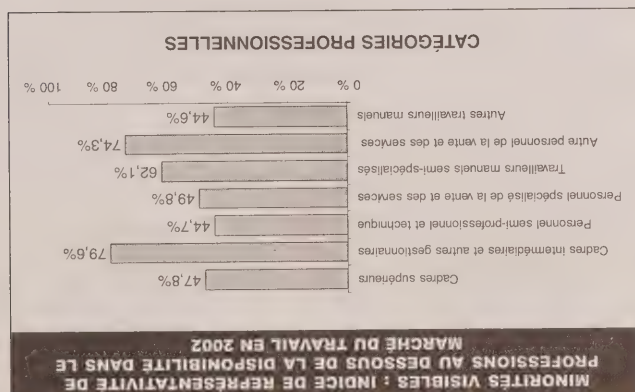 MINORITÉS VISIBLES : INDICE DE REPRÉSENTATIVITÉ DE
PROFESSIONS AU DESSOUS DE LA DISPONIBILITÉ DANS LE
MARCHÉ DU TRAVAIL EN 2002
Cadres supérieurs 47,8%
Cadres intermédiaires et autres gestionnaires 79,6%
Personnel semi-professionnel et technique 44,7%
Personnel spécialisé de la vente et des services 49,8%
Travailleurs manuels semi-spécialisés 62,1%
Autre personnel de la vente et des services 74,3%
Autres travailleurs manuels 44,6%
0 % 20 % 40 % 60 % 80 % 100 %
CATÉGORIES PROFESSIONNELLES